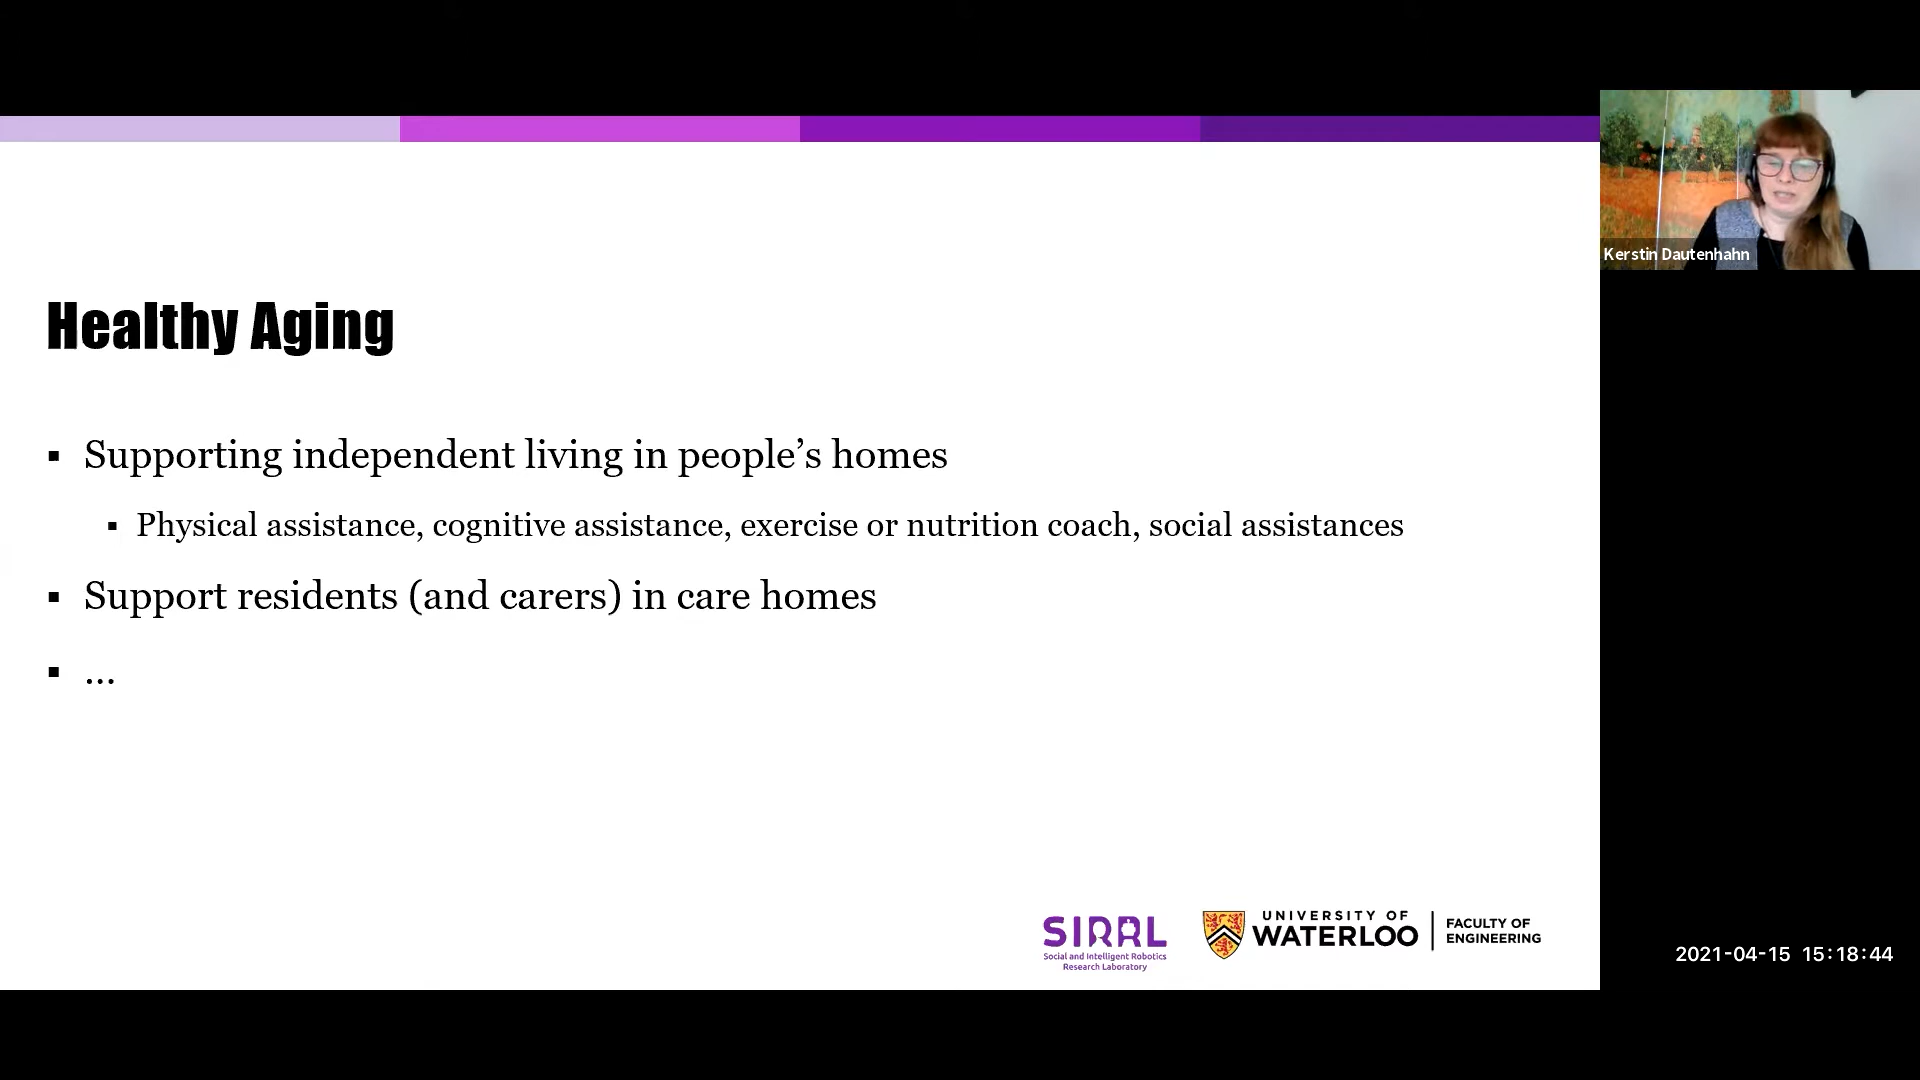 Healthy Aging
▪ Supporting independent living in people’s homes
▪ Physical assistance, cognitive assistance, exercise or nutrition coach, social assistances
▪ Support residents (and carers) in care homes
▪ …
SIRRL
Social and Intelligent Robotics
Research Laboratory
UNIVERSITY OF
WATERLOO
FACULTY OF
ENGINEERING
Kerstin Dautenhahn
2021-04-15 15:18:44